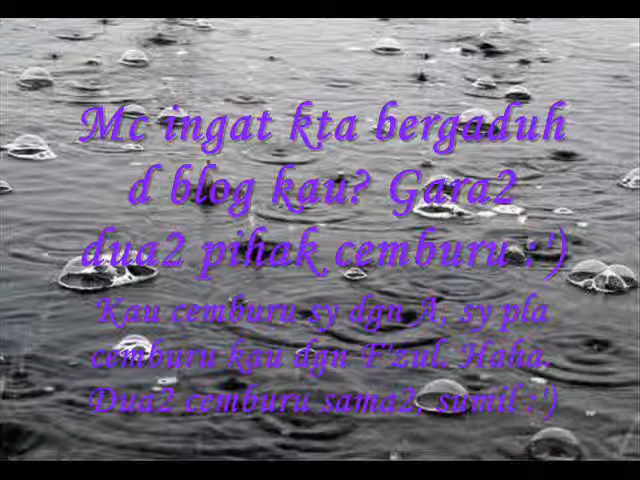 Mc ingat kta bergaduh
d blog kau? Gara2
dua2 pihak cemburu :')
Kau cemburu sy dgn A, sy pla
cemburu kau dgn F'zul. Haha.
Dua2 cemburu sama2, sumil :')